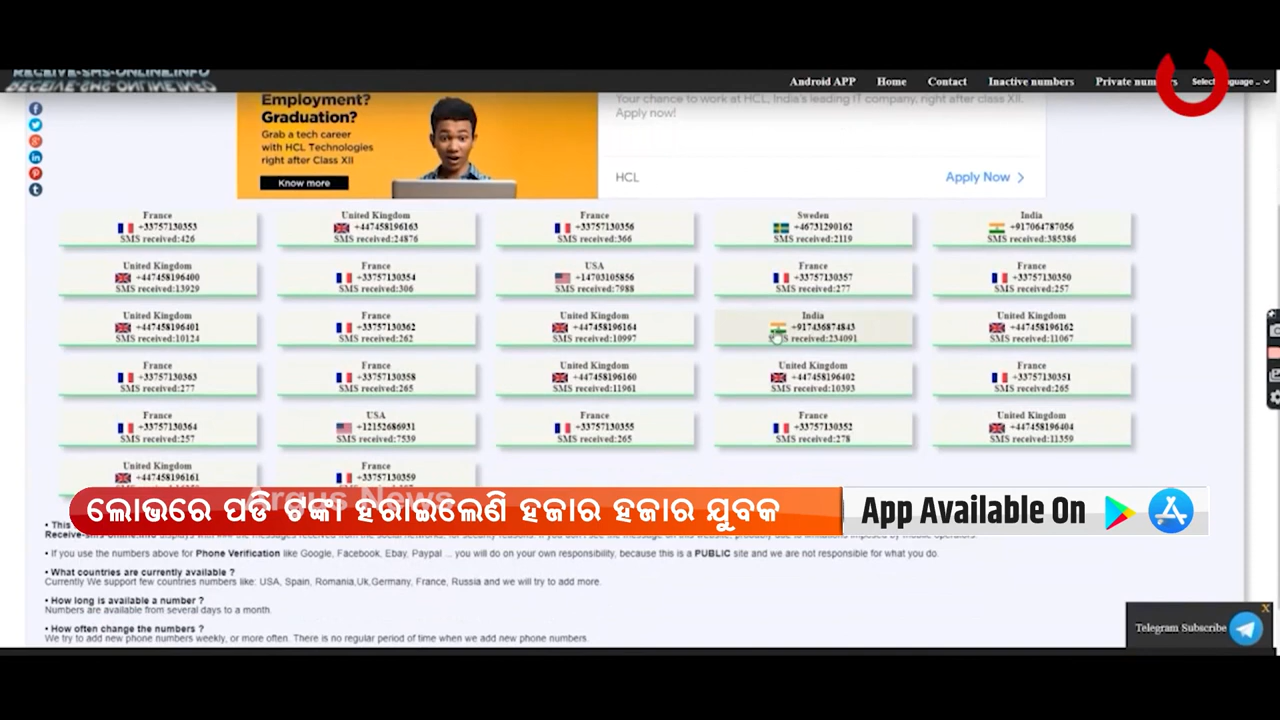 RECEIVE-SMS-ONLINE.INFO
Android APP Home Contact Inactive numbers Private numbers
Employment?
Graduation?
Grab a tech career
with HCL Technologies
right after Class XII
Know more
Your chance to work at HCL, India's leading IT company, right after class XII.
Apply now!
HCL
Apply Now
France
+33757130353
SMS received:426
United Kingdom
+447458196163
SMS received:24876
France
+33757130356
SMS received:366
Sweden
+46731290162
SMS received:2119
India
+917064787056
SMS received:385386
United Kingdom
+447458196400
SMS received:13929
France
+33757130354
SMS received:306
USA
+14703105856
SMS received:7988
France
+33757130357
SMS received:277
France
+33757130350
SMS received:257
United Kingdom
+447458196401
SMS received:10124
France
+33757130362
SMS received:262
United Kingdom
+447458196164
SMS received:10997
India
+917436874843
SMS received:234091
United Kingdom
+447458196162
SMS received:11067
France
+33757130363
SMS received:277
France
+33757130358
SMS received:265
United Kingdom
+447458196160
SMS received:11961
United Kingdom
+447458196402
SMS received:10393
France
+33757130351
SMS received:265
France
+33757130364
SMS received:257
USA
+12152686931
SMS received:7539
France
+33757130355
SMS received:265
France
+33757130352
SMS received:278
United Kingdom
+447458196404
SMS received:11359
United Kingdom
+447458196161
France
+33757130359
Argus News
ଲୋଭରେ ପଡି ଟଙ୍କା ହରାଇଲେଣି ହଜାର ହଜାର ଯୁବକ
App Available On
• This
• If you use the numbers above for Phone Verification like Google, Facebook, Ebay, Paypal ... you will do on your own responsibility, because this is a PUBLIC site and we are not responsible for what you do.
• What countries are currently available ?
Currently We support few countries numbers like: USA, Spain, Romania,Uk,Germany, France, Russia and we will try to add more.
• How long is available a number ?
Numbers are available from several days to a month.
• How often change the numbers ?
We try to add new phone numbers weekly, or more often. There is no regular period of time when we add new phone numbers.
X
Telegram Subscribe